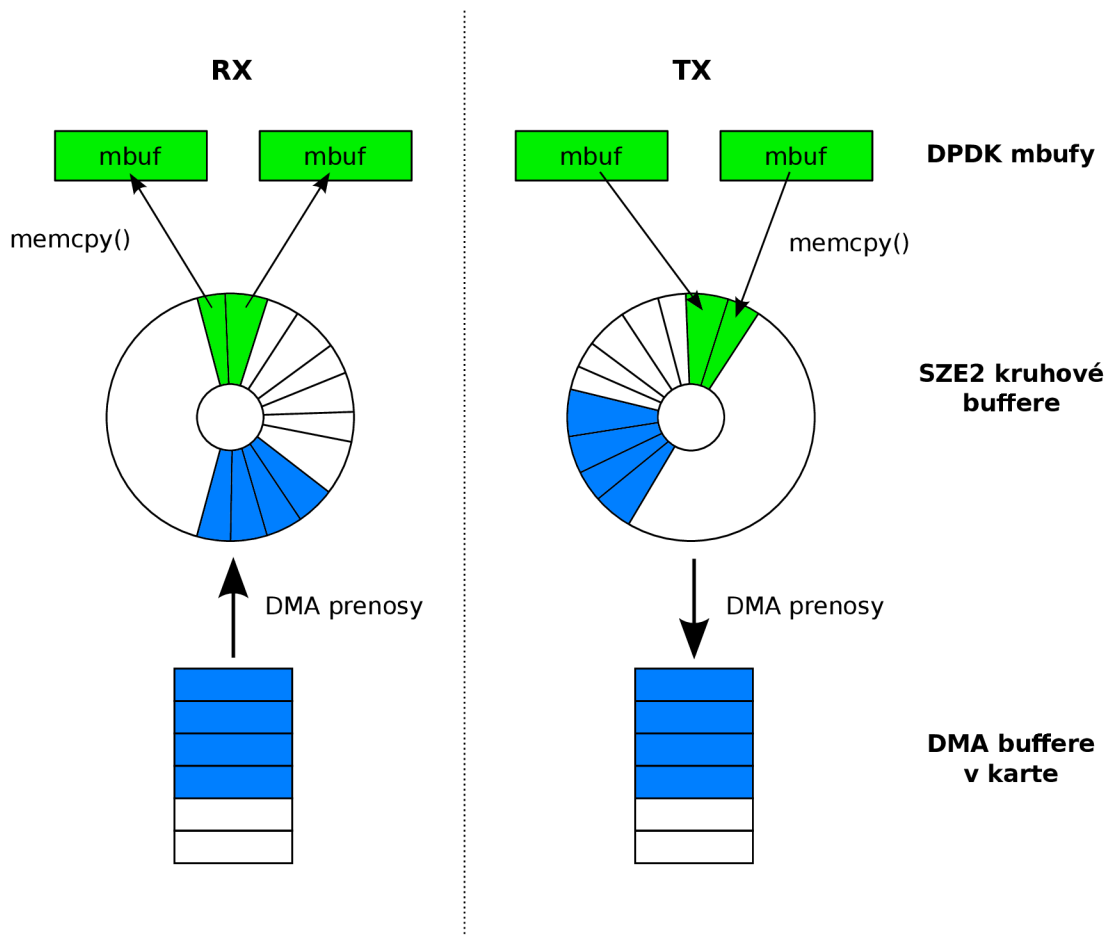 RX
TX
mbuf
mbuf
mbuf
mbuf
DPDK mbufy
memcpy()
memcpy()
SZE2 kruhové
buffere
DMA prenosy
DMA prenosy
DMA buffere
v karte